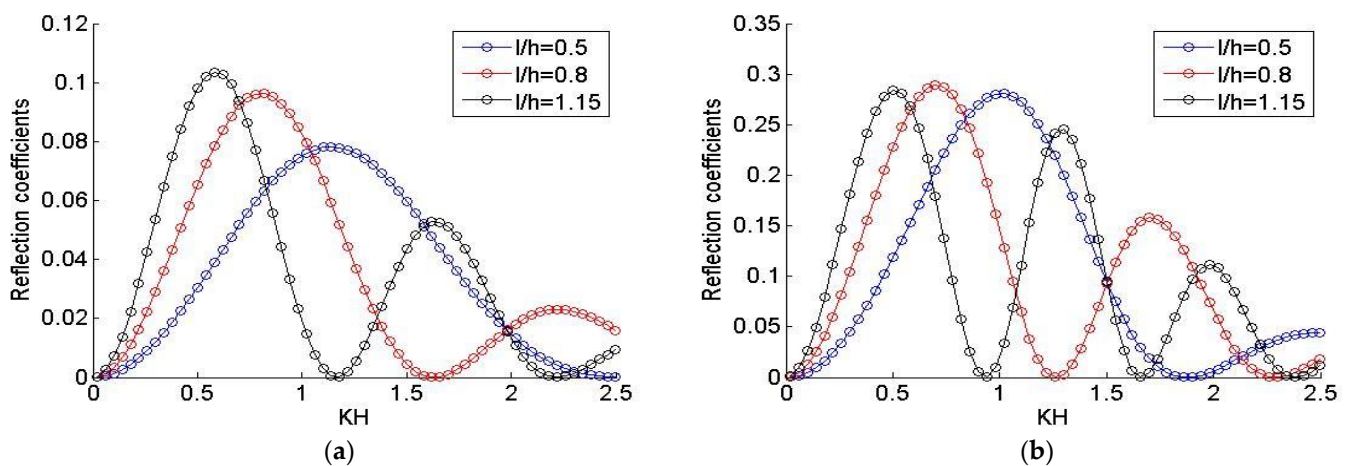 0.12
0.1
0.08
0.06
0.04
0.02
0
Reflection coefficients
l/h=0.5
l/h=0.8
l/h=1.15
0 0.5 1 1.5 2 2.5
KH
(a)
0.35
0.3
0.25
0.2
0.15
0.1
0.05
0
Reflection coefficients
l/h=0.5
l/h=0.8
l/h=1.15
0 0.5 1 1.5 2 2.5
KH
(b)